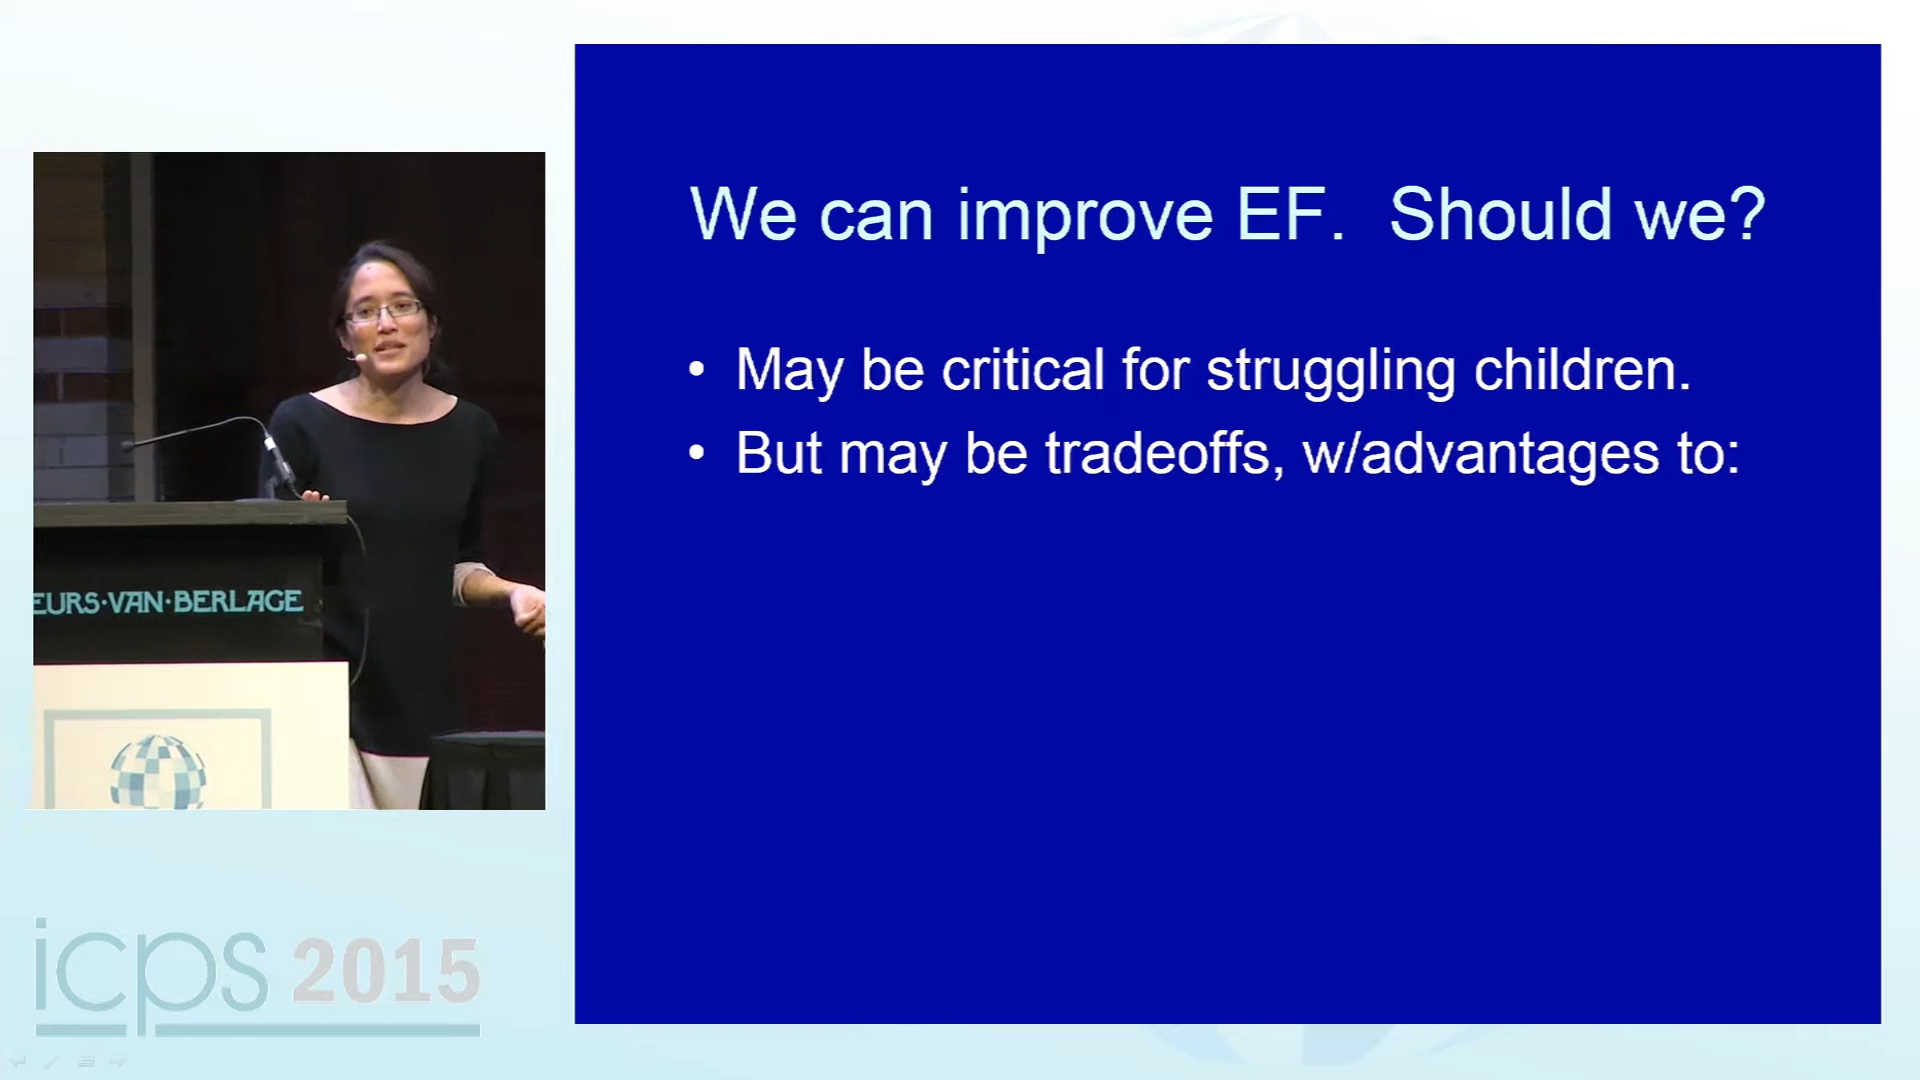 We can improve EF. Should we?
• May be critical for struggling children.
• But may be tradeoffs, w/advantages to:
EURS·VAN·BERLAGE
icps 2015